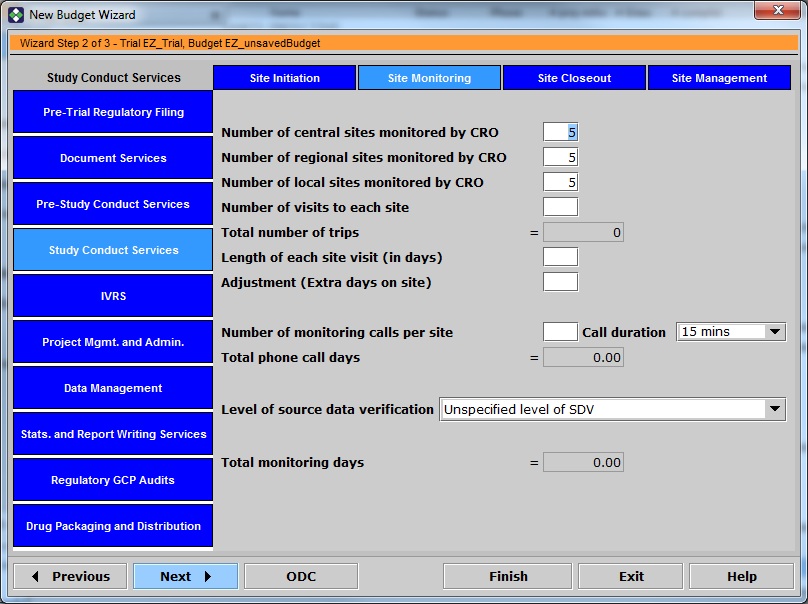 New Budget Wizard
Wizard Step 2 of 3 - Trial EZ_Trial, Budget EZ_unsavedBudget
Study Conduct Services
Site Initiation
Site Monitoring
Site Closeout
Site Management
Pre-Trial Regulatory Filing
Document Services
Pre-Study Conduct Services
Study Conduct Services
IVRS
Project Mgmt. and Admin.
Data Management
Stats. and Report Writing Services
Regulatory GCP Audits
Drug Packaging and Distribution
Number of central sites monitored by CRO 5
Number of regional sites monitored by CRO 5
Number of local sites monitored by CRO 5
Number of visits to each site
Total number of trips = 0
Length of each site visit (in days)
Adjustment (Extra days on site)
Number of monitoring calls per site Call duration 15 mins
Total phone call days = 0.00
Level of source data verification Unspecified level of SDV
Total monitoring days = 0.00
Previous
Next
ODC
Finish
Exit
Help